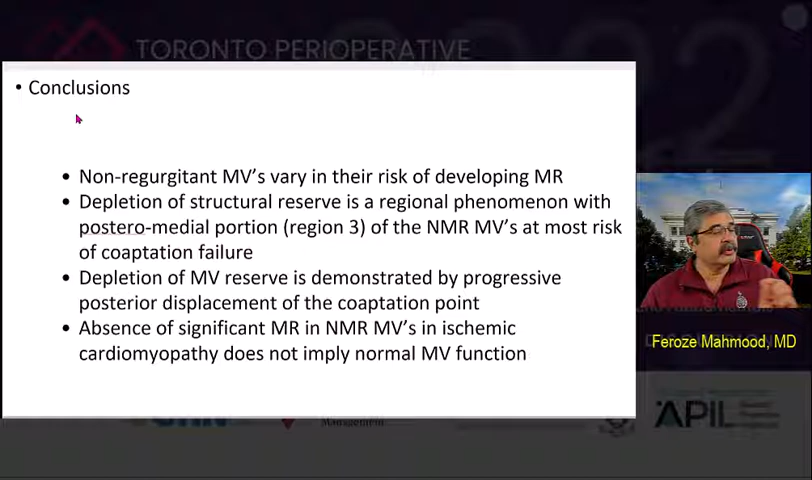 TORONTO PERIOPERATIVE
• Conclusions
• Non-regurgitant MV’s vary in their risk of developing MR
• Depletion of structural reserve is a regional phenomenon with
postero-medial portion (region 3) of the NMR MV’s at most risk
of coaptation failure
• Depletion of MV reserve is demonstrated by progressive
posterior displacement of the coaptation point
• Absence of significant MR in NMR MV’s in ischemic
cardiomyopathy does not imply normal MV function
Feroze Mahmood, MD
Management
APIL